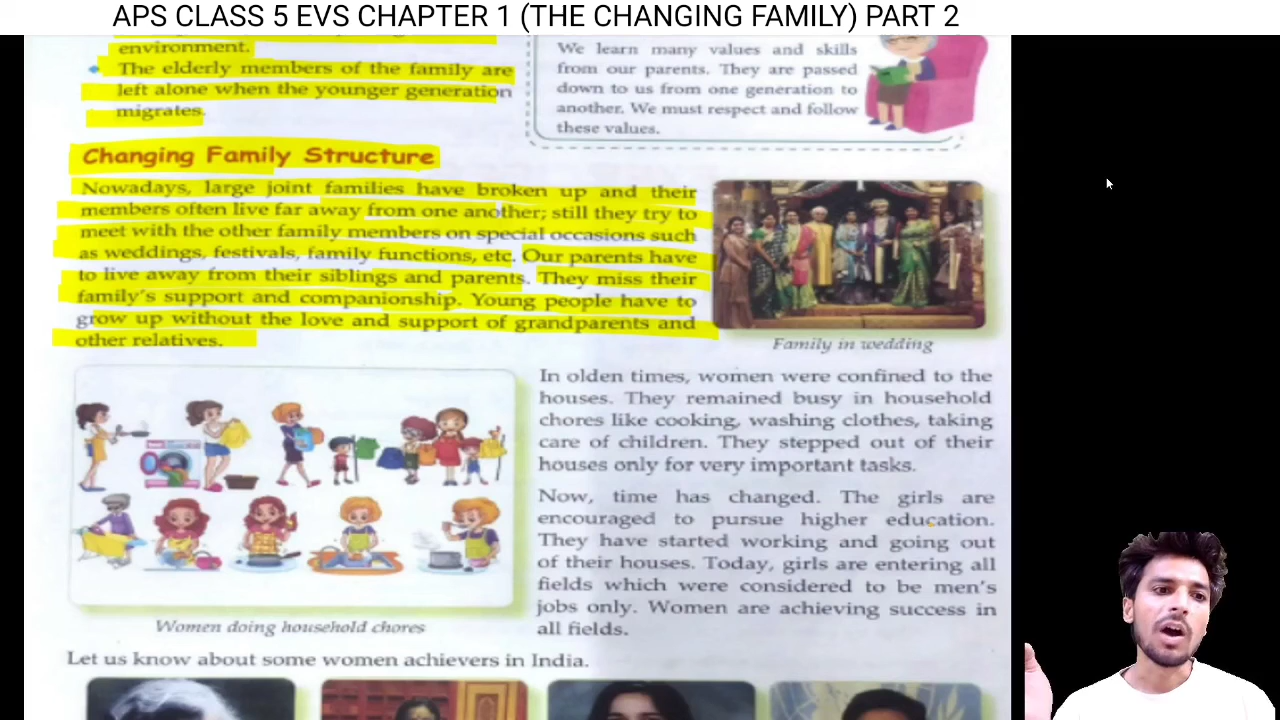 APS CLASS 5 EVS CHAPTER 1 (THE CHANGING FAMILY) PART 2
environment.
The elderly members of the family are
left alone when the younger generation
migrates.
We learn many values and skills
from our parents. They are passed
down to us from one generation to
another. We must respect and follow
these values.
Changing Family Structure
Nowadays, large joint families have broken up and their
members often live far away from one another; still they try to
meet with the other family members on special occasions such
as weddings, festivals, family functions, etc. Our parents have
to live away from their siblings and parents. They miss their
family's support and companionship. Young people have to
grow up without the love and support of grandparents and
other relatives.
Family in wedding
In olden times, women were confined to the
houses. They remained busy in household
chores like cooking, washing clothes, taking
care of children. They stepped out of their
houses only for very important tasks.
Now, time has changed. The girls are
encouraged to pursue higher education.
They have started working and going out
of their houses. Today, girls are entering all
fields which were considered to be men's
jobs only. Women are achieving success in
all fields.
Women doing household chores
Let us know about some women achievers in India.